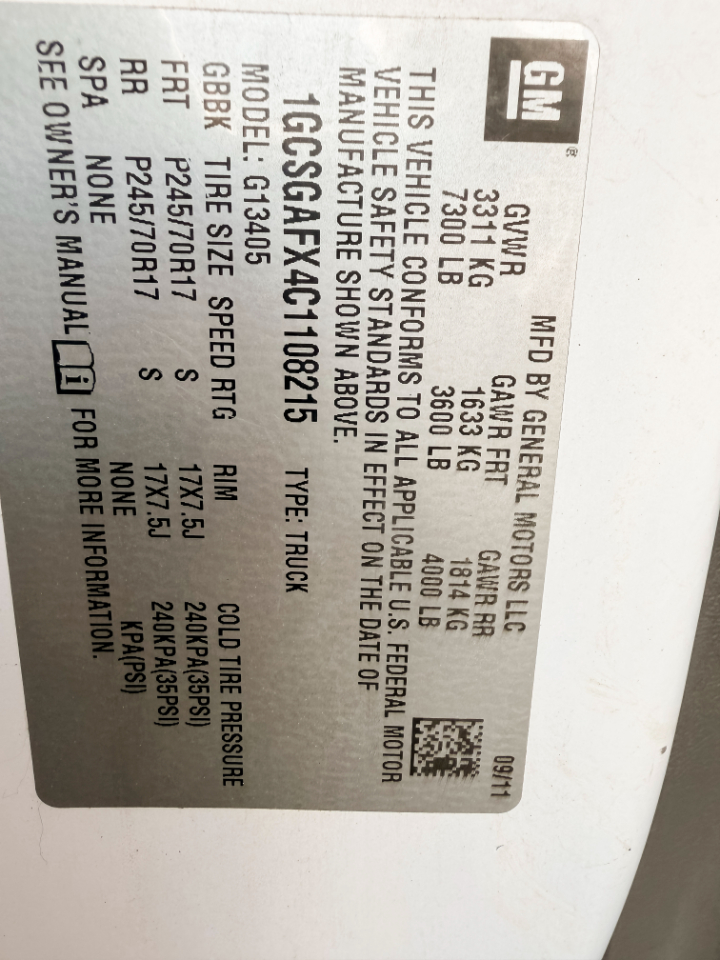 GM®
MFD BY GENERAL MOTORS LLC 09/11
GVWR GAWR FRT GAWR RR
3311 KG 1633 KG 1814 KG
7300 LB 3600 LB 4000 LB
THIS VEHICLE CONFORMS TO ALL APPLICABLE U.S. FEDERAL MOTOR
VEHICLE SAFETY STANDARDS IN EFFECT ON THE DATE OF
MANUFACTURE SHOWN ABOVE.
1GCSGAFX4C1108215 TYPE: TRUCK
MODEL: G13405
GBBK TIRE SIZE SPEED RTG RIM COLD TIRE PRESSURE
FRT P245/70R17 S 17X7.5J 240KPA(35PSI)
RR P245/70R17 S 17X7.5J 240KPA(35PSI)
SPA NONE NONE KPA(PSI)
SEE OWNER'S MANUAL i FOR MORE INFORMATION.